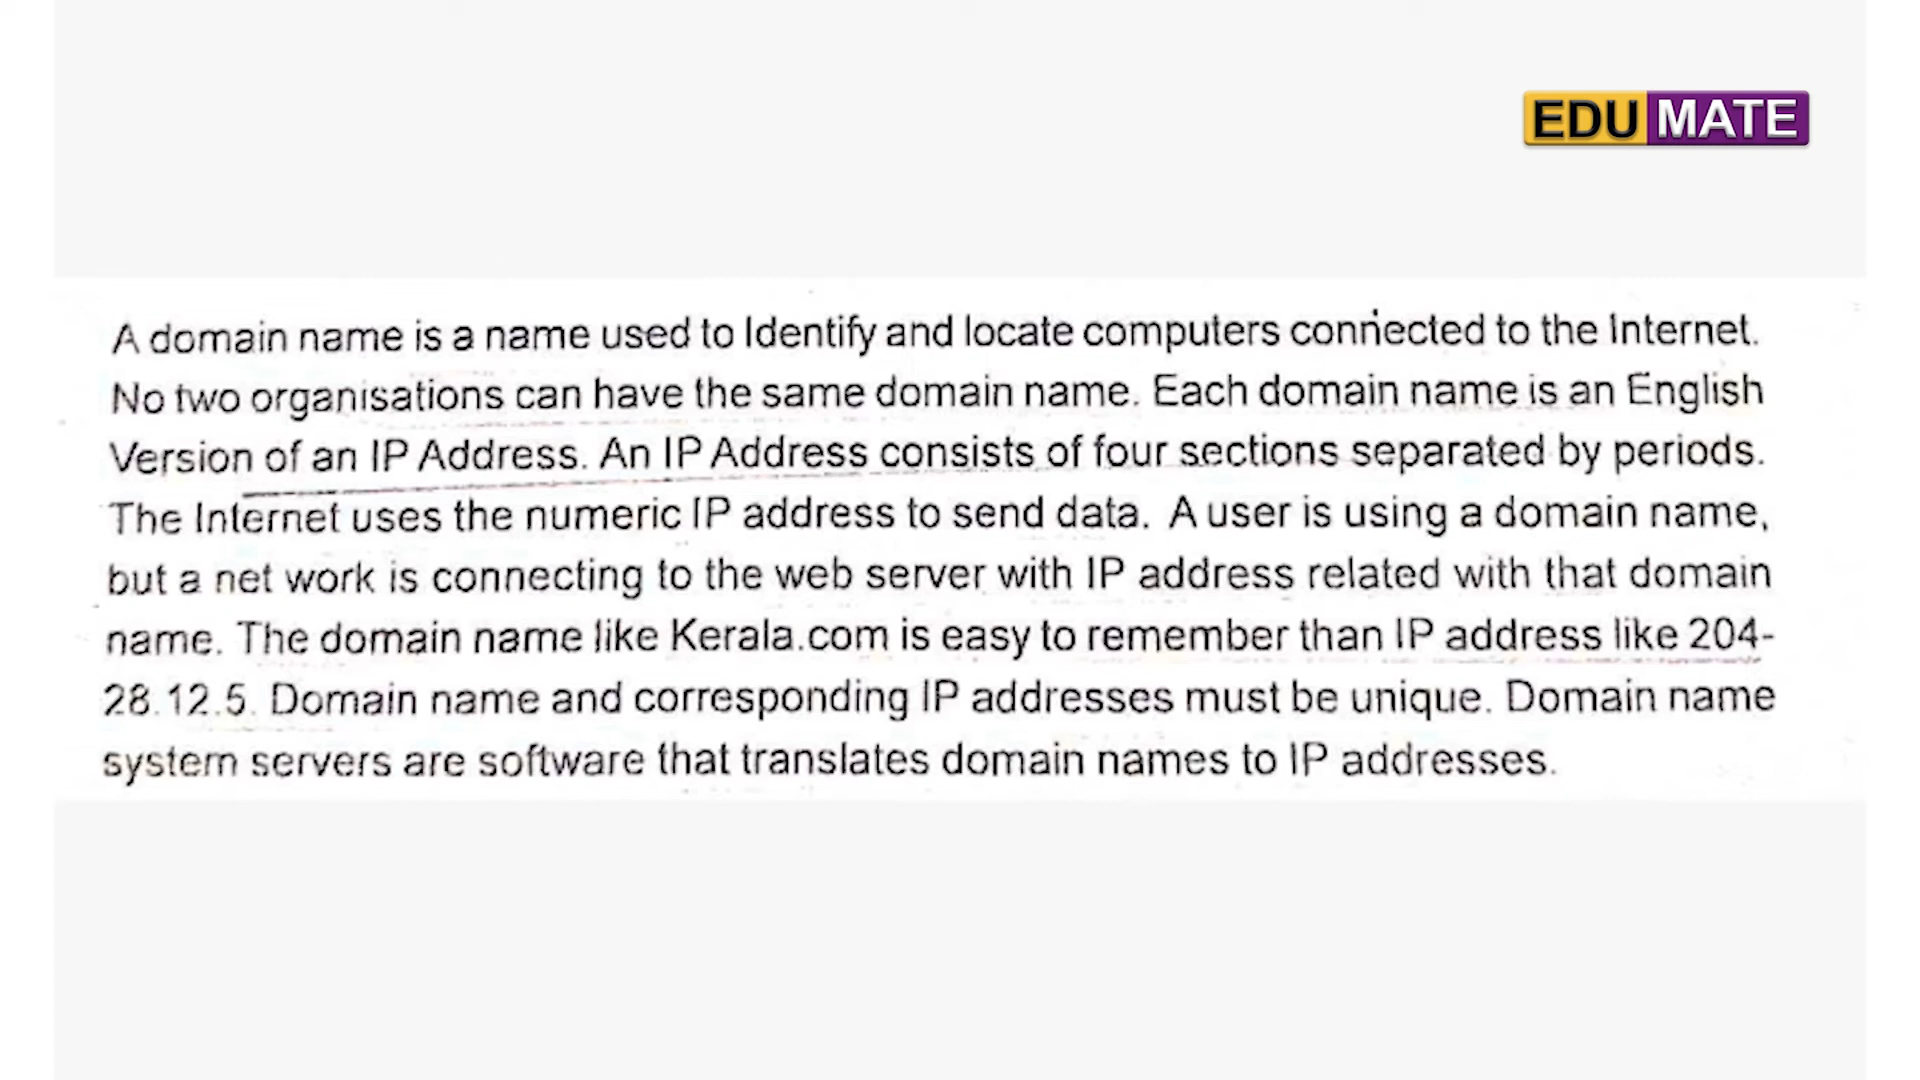 EDUMATE
A domain name is a name used to Identify and locate computers connected to the Internet.
No two organisations can have the same domain name. Each domain name is an English
Version of an IP Address. An IP Address consists of four sections separated by periods.
The Internet uses the numeric IP address to send data. A user is using a domain name,
but a net work is connecting to the web server with IP address related with that domain
name. The domain name like Kerala.com is easy to remember than IP address like 204-
28.12.5. Domain name and corresponding IP addresses must be unique. Domain name
system servers are software that translates domain names to IP addresses.